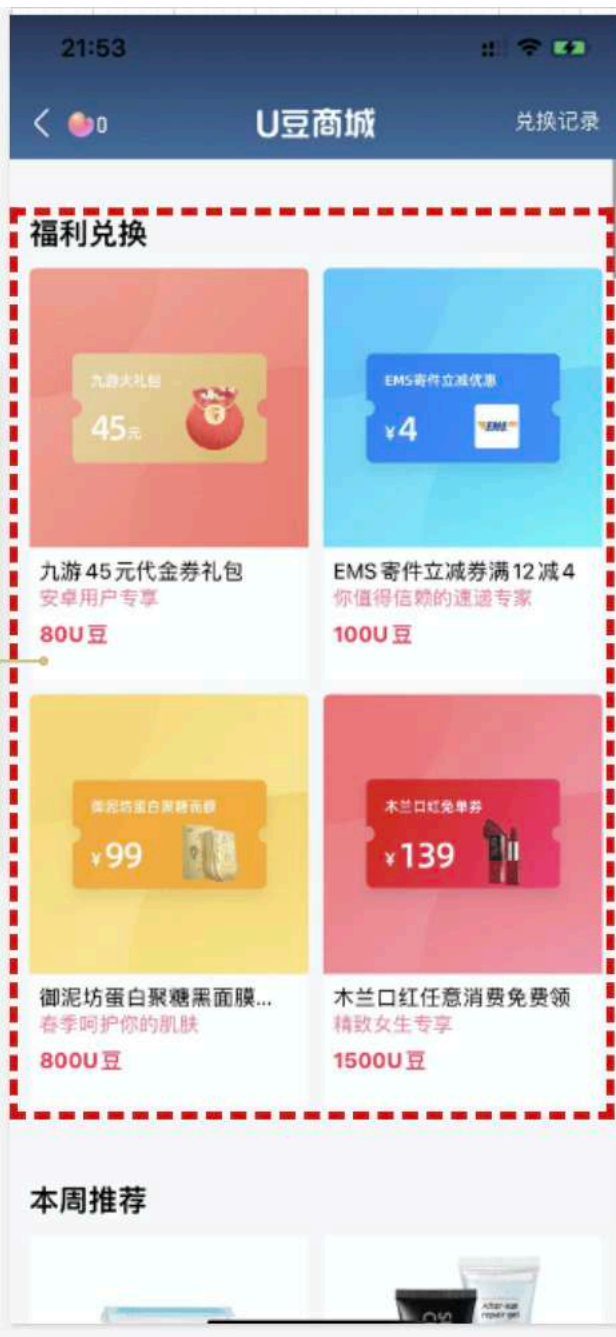 21:53
0
U豆商城
兑换记录
福利兑换
九游大礼包
45元
EMS寄件立减优惠
¥4
EMS
九游45元代金券礼包
安卓用户专享
80U豆
EMS寄件立减券满12减4
你值得信赖的速递专家
100U豆
御泥坊蛋白聚糖面膜
¥99
木兰口红免单券
¥139
御泥坊蛋白聚糖黑面膜...
春季呵护你的肌肤
800U豆
木兰口红任意消费免费领
精致女生专享
1500U豆
本周推荐
After-sun
repair gel